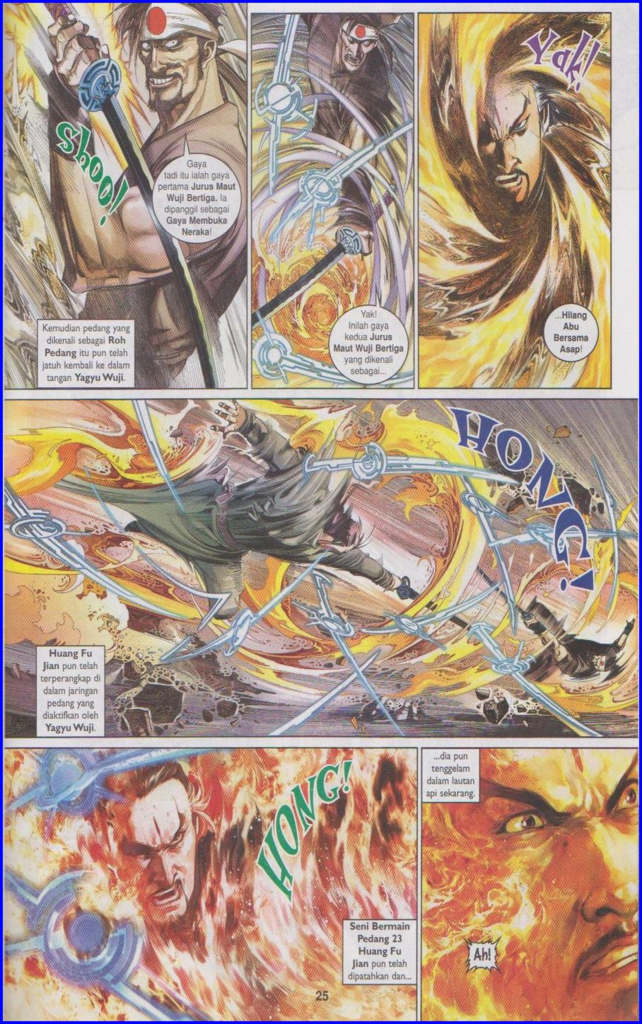 Sboo!
Gaya
tadi itu ialah gaya
pertama Jurus Maut
Wuji Bertiga. Ia
dipanggil sebagai
Gaya Membuka
Neraka!
Kemudian pedang yang
dikenali sebagai Roh
Pedang itu pun telah
jatuh kembali ke dalam
tangan Yagyu Wuji.
Yak!
Inilah gaya
kedua Jurus
Maut Wuji Bertiga
yang dikenali
sebagai...
Yak!
...Hilang
Abu
Bersama
Asap!
HONG!
Huang Fu
Jian pun telah
terperangkap di
dalam jaringan
pedang yang
diaktifkan oleh
Yagyu Wuji.
HONG!
Seni Bermain
Pedang 23
Huang Fu
Jian pun telah
dipatahkan dan...
...dia pun
tenggelam
dalam lautan
api sekarang.
Ah!
25